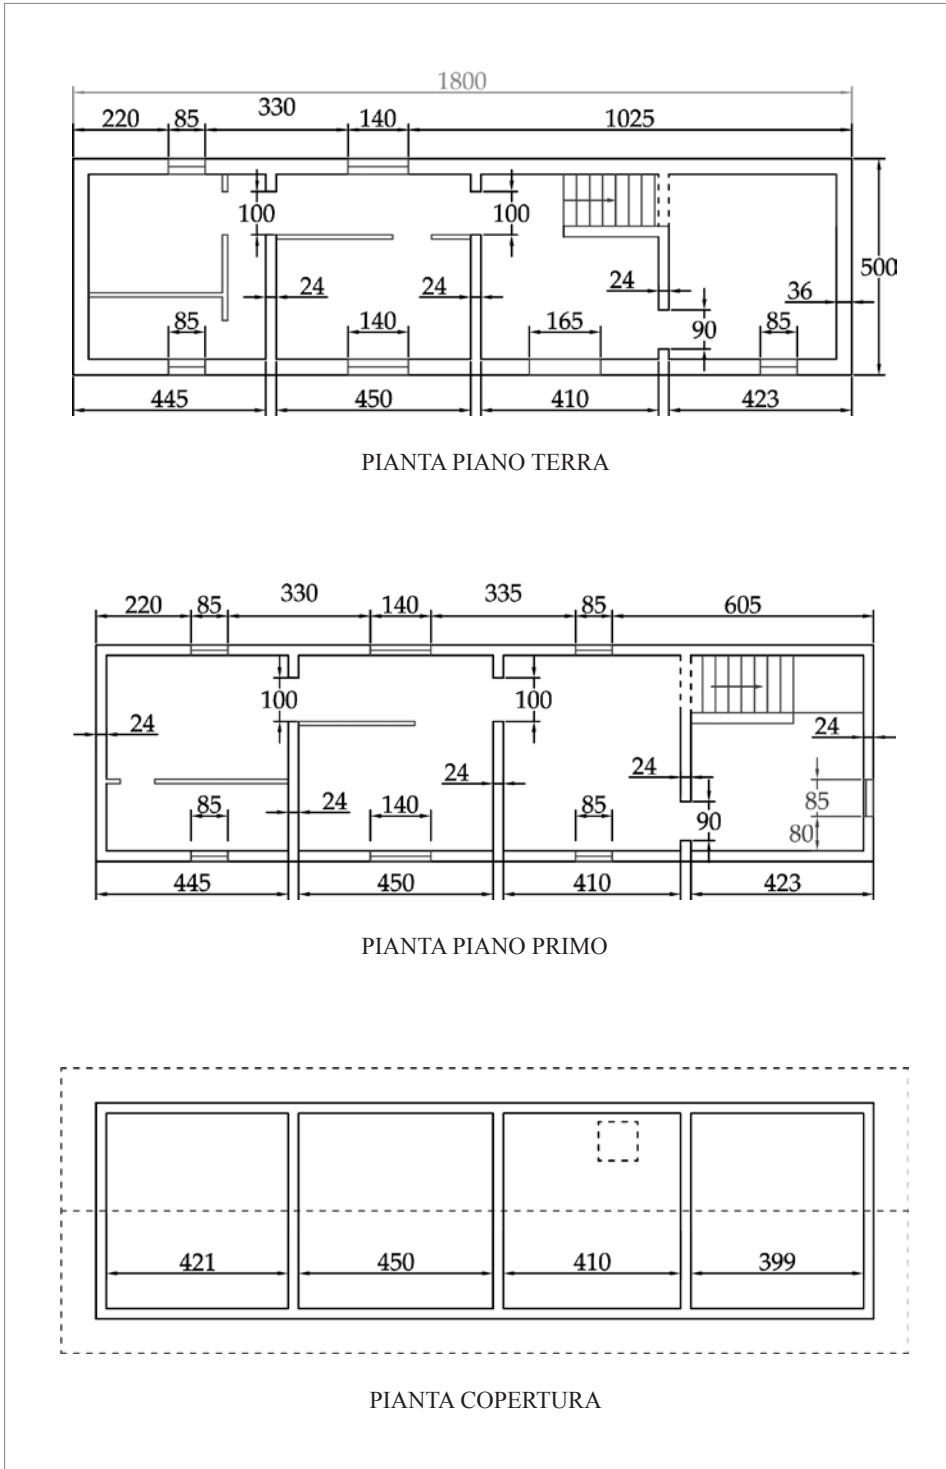 1800
220 85 330 140 1025
100 100
500
24 24 24 36
85 140 165 90 85
445 450 410 423
PIANTA PIANO TERRA
220 85 330 140 335 85 605
100 100
24 24
24 24 24
85 140 85 90 85
80
445 450 410 423
PIANTA PIANO PRIMO
421 450 410 399
PIANTA COPERTURA